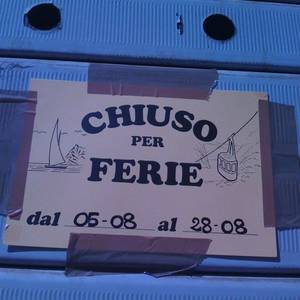 CHIUSO
PER
FERIE
dal 05-08 al 28-08